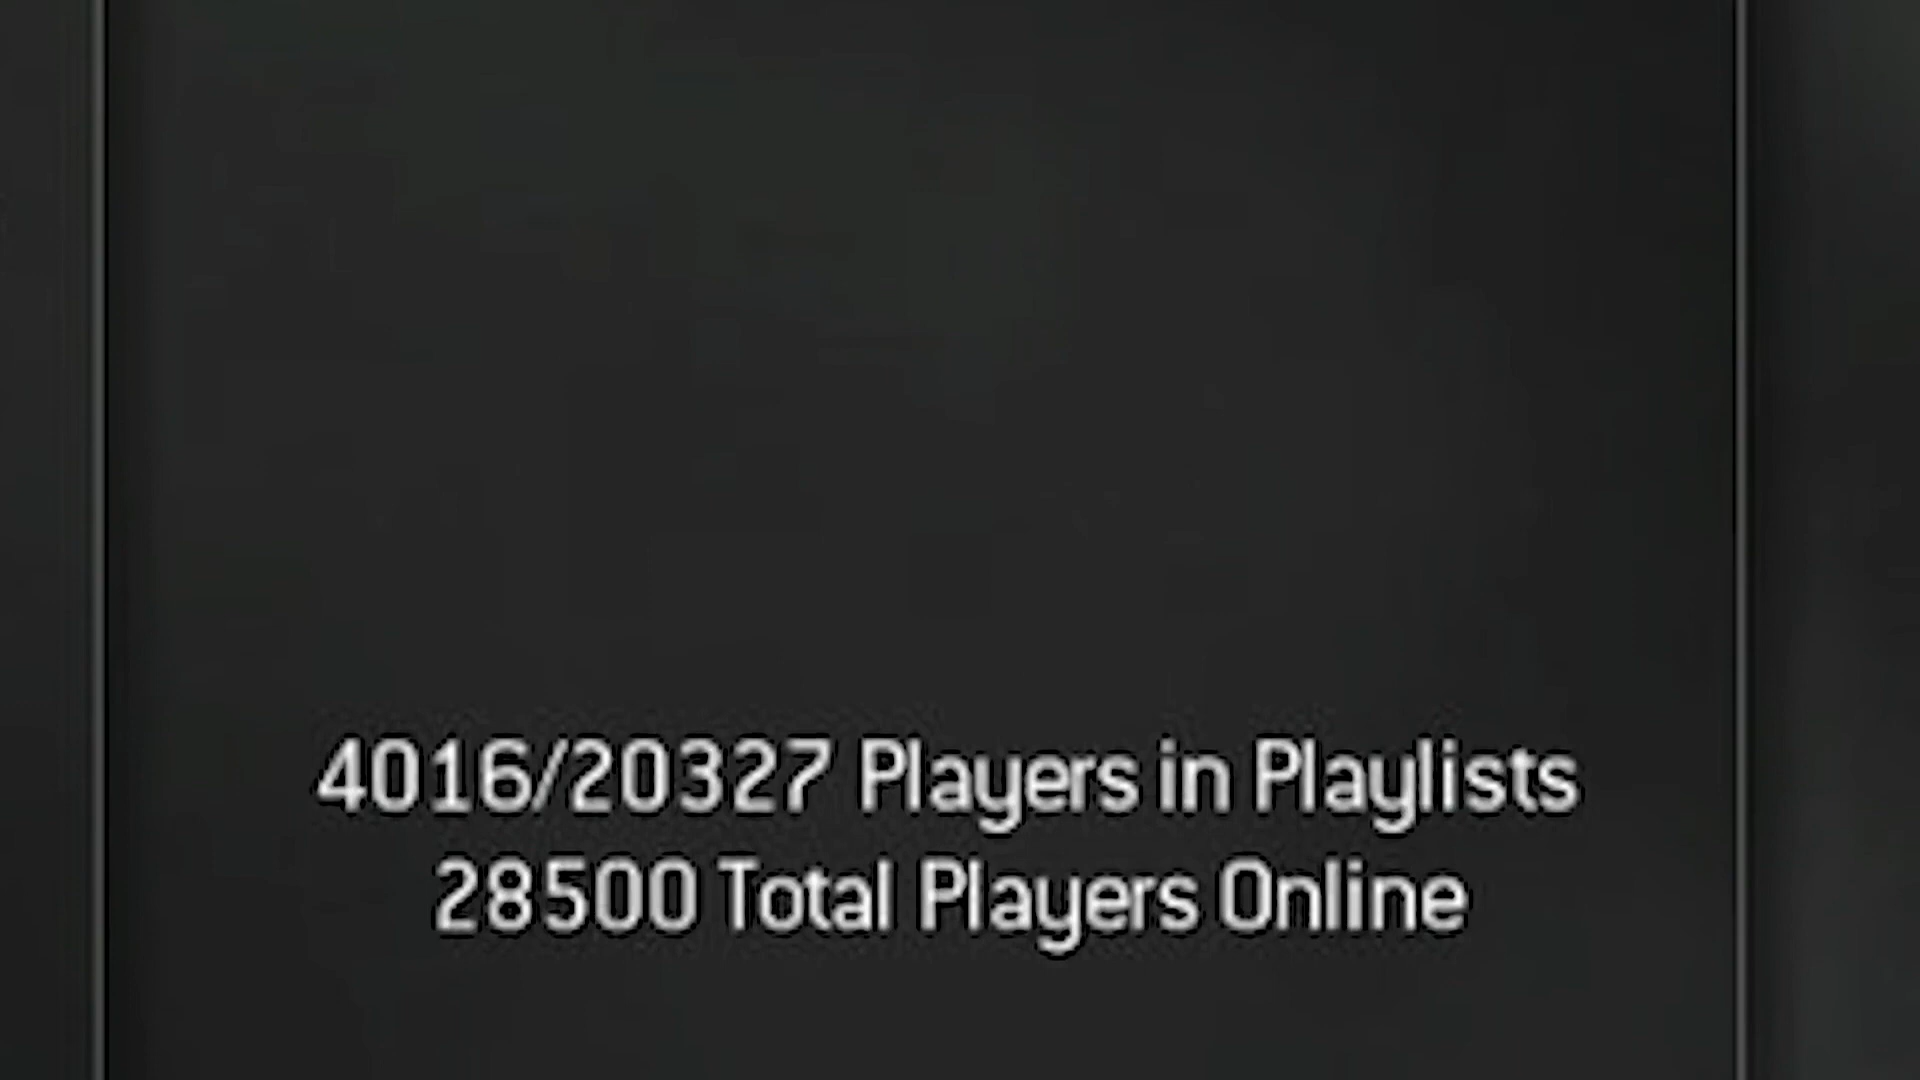 4016/20327 Players in Playlists
28500 Total Players Online